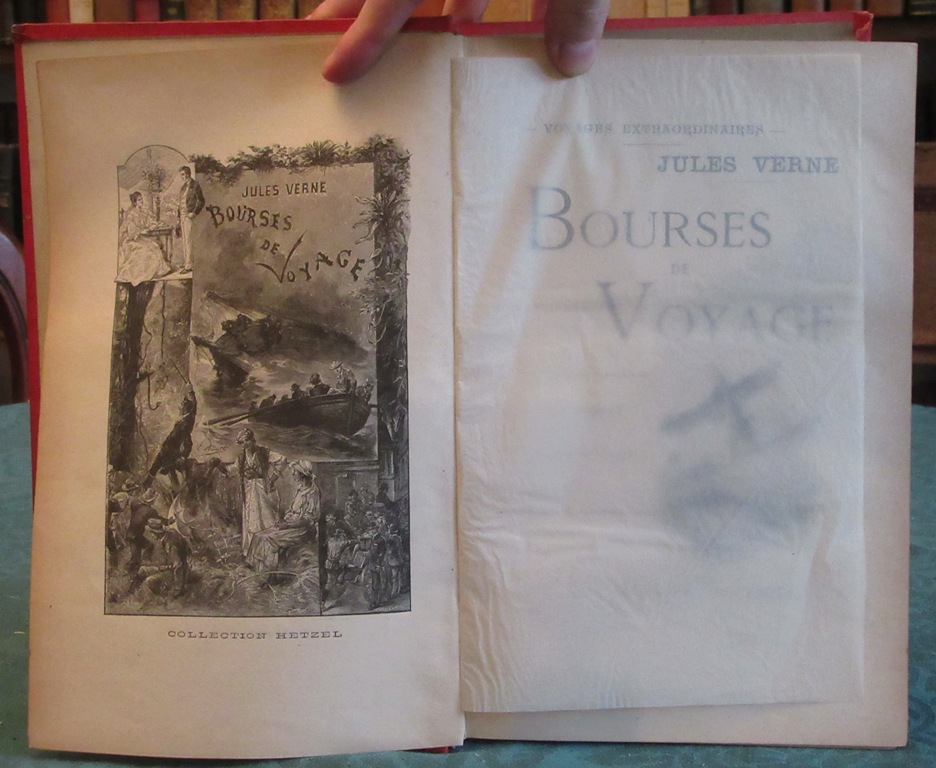 JULES VERNE
BOURSES
DE
VOYAGE
COLLECTION HETZEL
— VOYAGES EXTRAORDINAIRES —
JULES VERNE
BOURSES
DE
VOYAGE